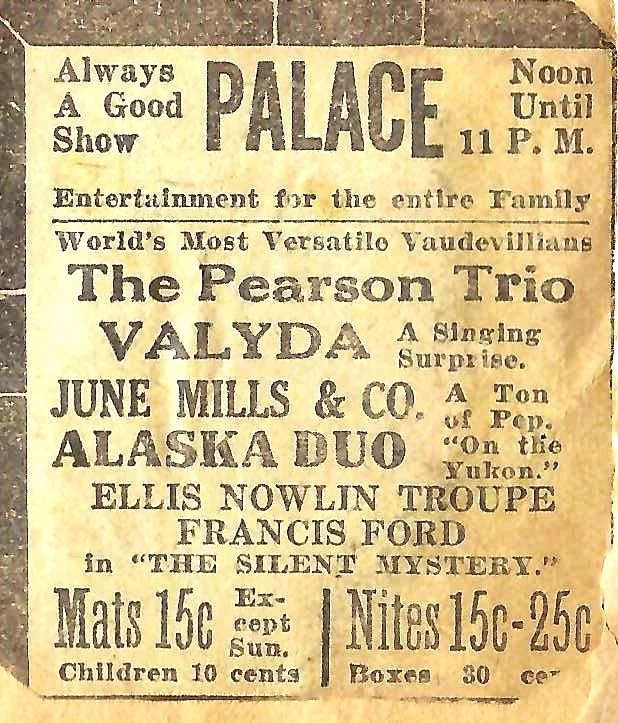 Always
A Good
Show
PALACE
Noon
Until
11 P. M.
Entertainment for the entire Family
World's Most Versatile Vaudevillians
The Pearson Trio
VALYDA
A Singing
Surprise.
JUNE MILLS & CO.
A Ton
of Pep.
ALASKA DUO
"On the
Yukon."
ELLIS NOWLIN TROUPE
FRANCIS FORD
in "THE SILENT MYSTERY."
Mats 15c
Ex-
cept
Sun.
Children 10 cents
Nites 15c-25c
Boxes 30